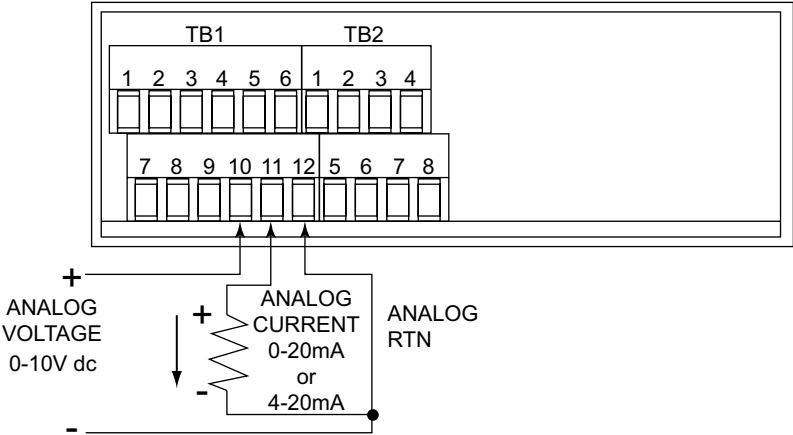 TB1 TB2
1 2 3 4 5 6 1 2 3 4
7 8 9 10 11 12 5 6 7 8
+
ANALOG
VOLTAGE
0-10V dc
-
+
-
ANALOG
CURRENT
0-20mA
or
4-20mA
ANALOG
RTN